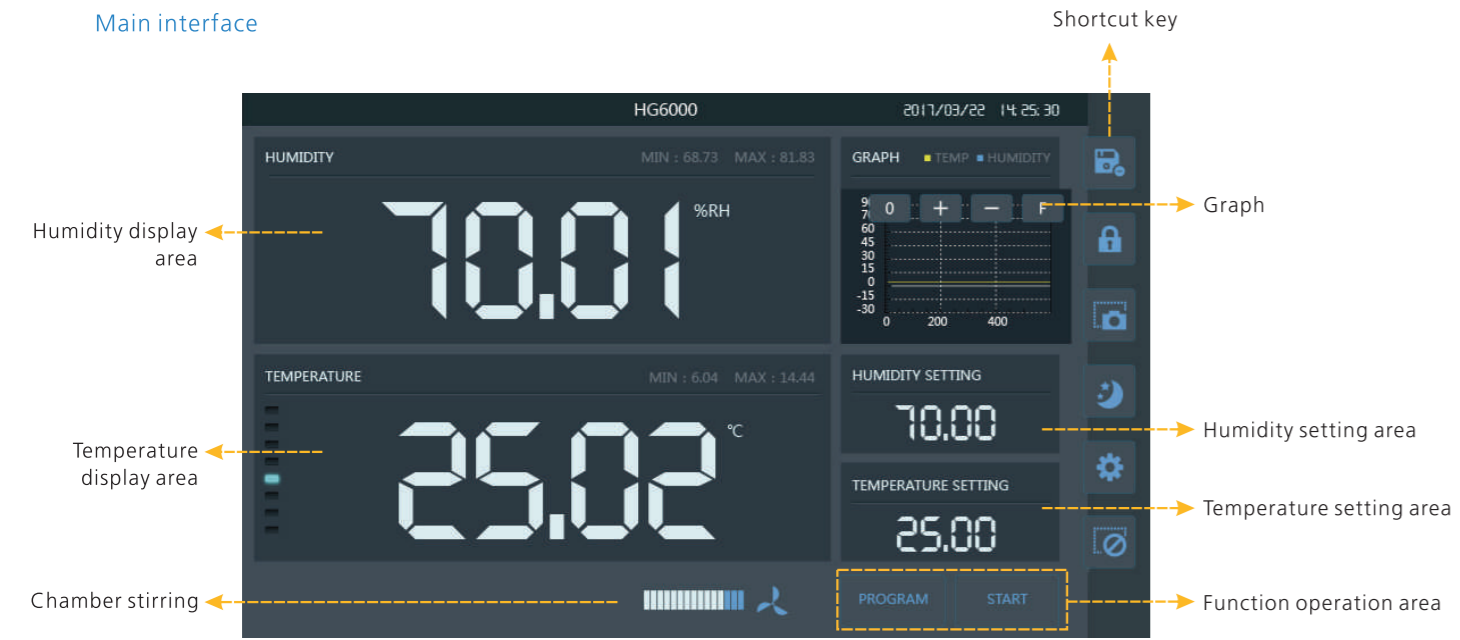 Main interface
Shortcut key
HG6000
2017/03/22 14:25:30
HUMIDITY
MIN : 68.73 MAX : 81.83
70.01
%RH
Humidity display
area
GRAPH
TEMP
HUMIDITY
0
+
−
F
60
45
30
15
0
-15
-30
0
200
400
Graph
TEMPERATURE
MIN : 6.04 MAX : 14.44
25.02
℃
Temperature
display area
HUMIDITY SETTING
70.00
Humidity setting area
TEMPERATURE SETTING
25.00
Temperature setting area
Chamber stirring
PROGRAM
START
Function operation area